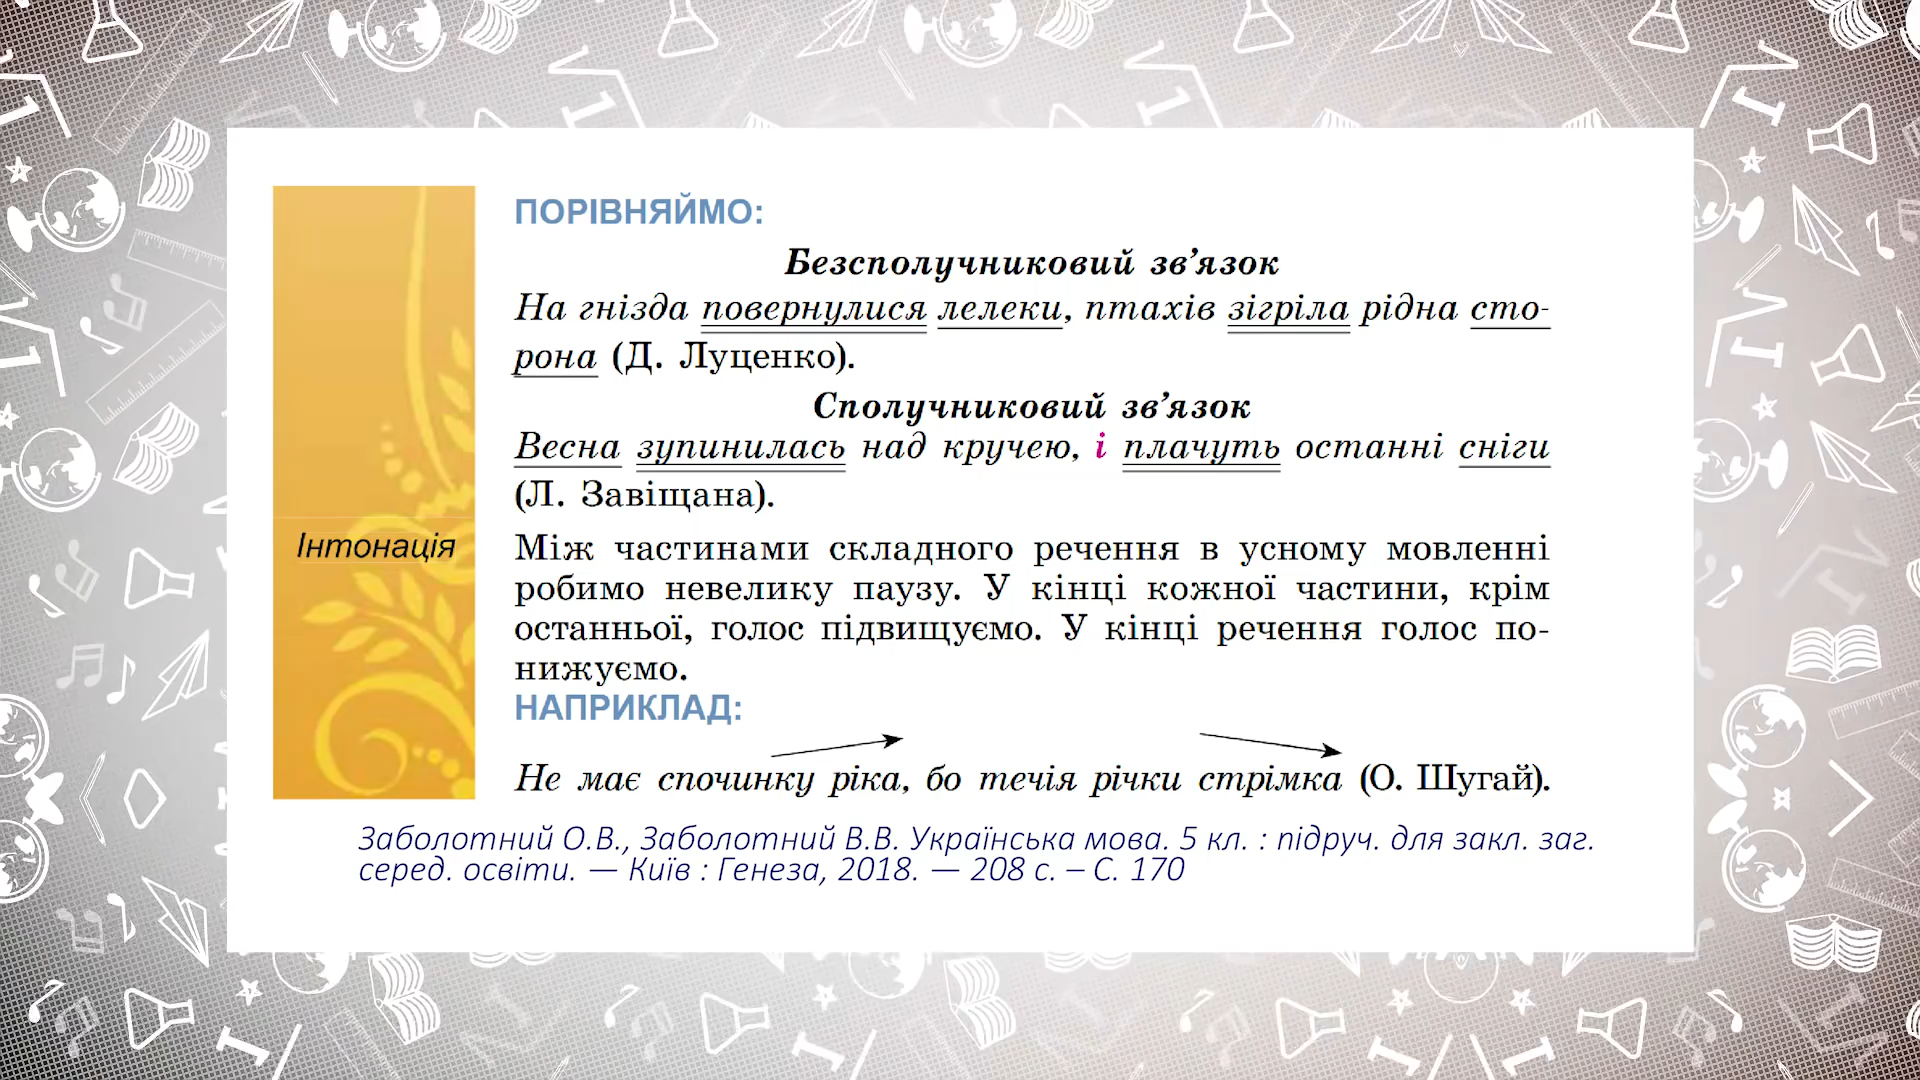 ПОРІВНЯЙМО:
Безсполучниковий зв’язок
На гнізда повернулися лелеки, птахів зігріла рідна сто-
рона (Д. Луценко).
Сполучниковий зв’язок
Весна зупинилась над кручею, і плачуть останні сніги
(Л. Завіщана).
Інтонація
Між частинами складного речення в усному мовленні
робимо невелику паузу. У кінці кожної частини, крім
останньої, голос підвищуємо. У кінці речення голос по-
нижуємо.
НАПРИКЛАД:
Не має спочинку ріка, бо течія річки стрімка (О. Шугай).
Заболотний О.В., Заболотний В.В. Українська мова. 5 кл. : підруч. для закл. заг.
серед. освіти. — Київ : Генеза, 2018. — 208 с. – С. 170